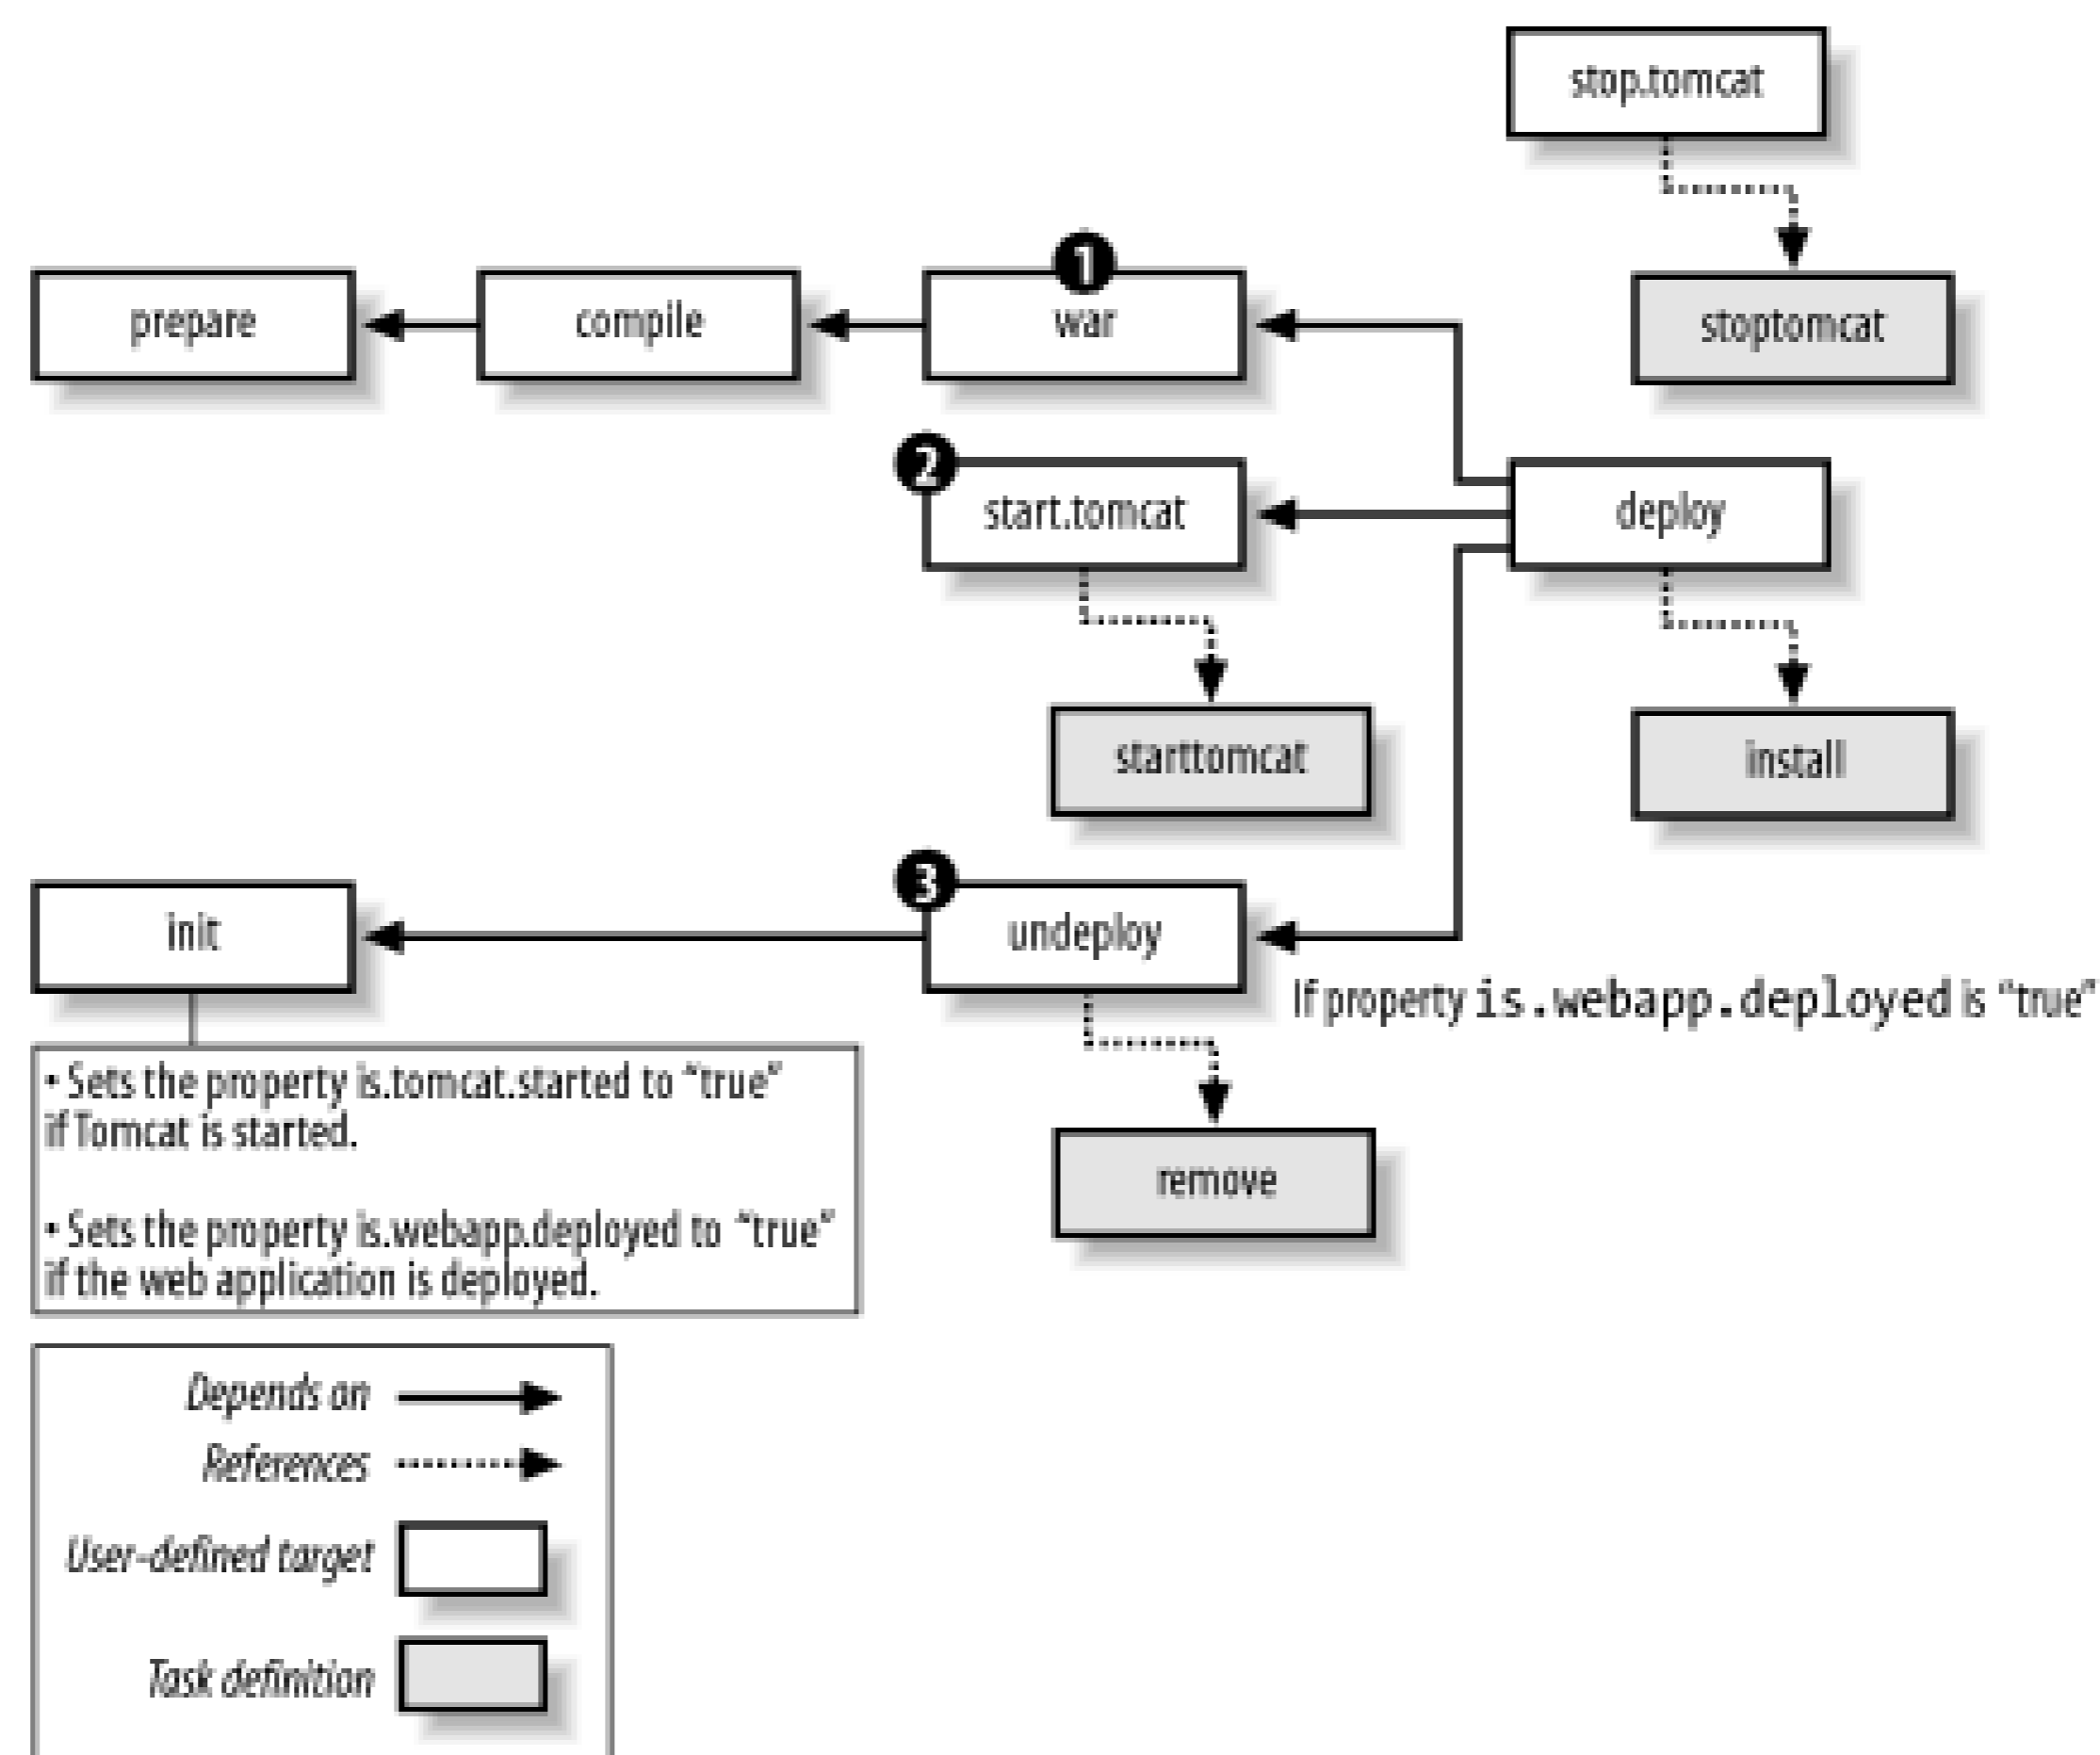 stop.tomcat
1
prepare
compile
war
stoptomcat
2
start.tomcat
deploy
starttomcat
install
3
init
undeploy
If property is.webapp.deployed is “true”
• Sets the property is.tomcat.started to “true”
if Tomcat is started.
• Sets the property is.webapp.deployed to “true”
if the web application is deployed.
remove
Depends on
References
User-defined target
Task definition